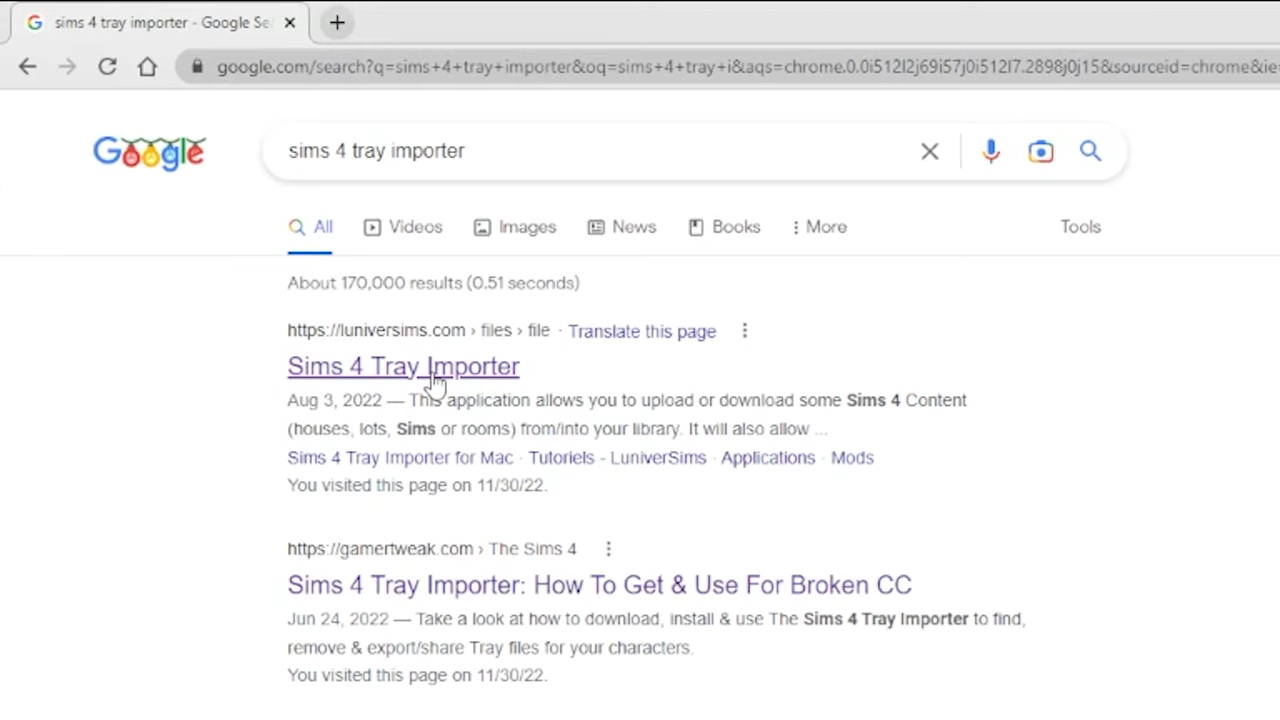 sims 4 tray importer - Google Se
google.com/search?q=sims+4+tray+importer&oq=sims+4+tray+i&aqs=chrome.0.0i512l2j69i57j0i512l7.2898j0j15&sourceid=chrome&ie=
Google
sims 4 tray importer
All Videos Images News Books More Tools
About 170,000 results (0.51 seconds)
https://luniversims.com › files › file · Translate this page
Sims 4 Tray Importer
Aug 3, 2022 — This application allows you to upload or download some Sims 4 Content
(houses, lots, Sims or rooms) from/into your library. It will also allow ...
Sims 4 Tray Importer for Mac · Tutoriels - LuniverSims · Applications · Mods
You visited this page on 11/30/22.
https://gamertweak.com › The Sims 4
Sims 4 Tray Importer: How To Get & Use For Broken CC
Jun 24, 2022 — Take a look at how to download, install & use The Sims 4 Tray Importer to find,
remove & export/share Tray files for your characters.
You visited this page on 11/30/22.